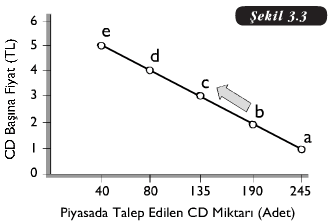 Şekil 3.3
CD Başına Fiyat (TL)
6
5
4
3
2
1
0
e
d
c
b
a
40 80 135 190 245
Piyasada Talep Edilen CD Miktarı (Adet)